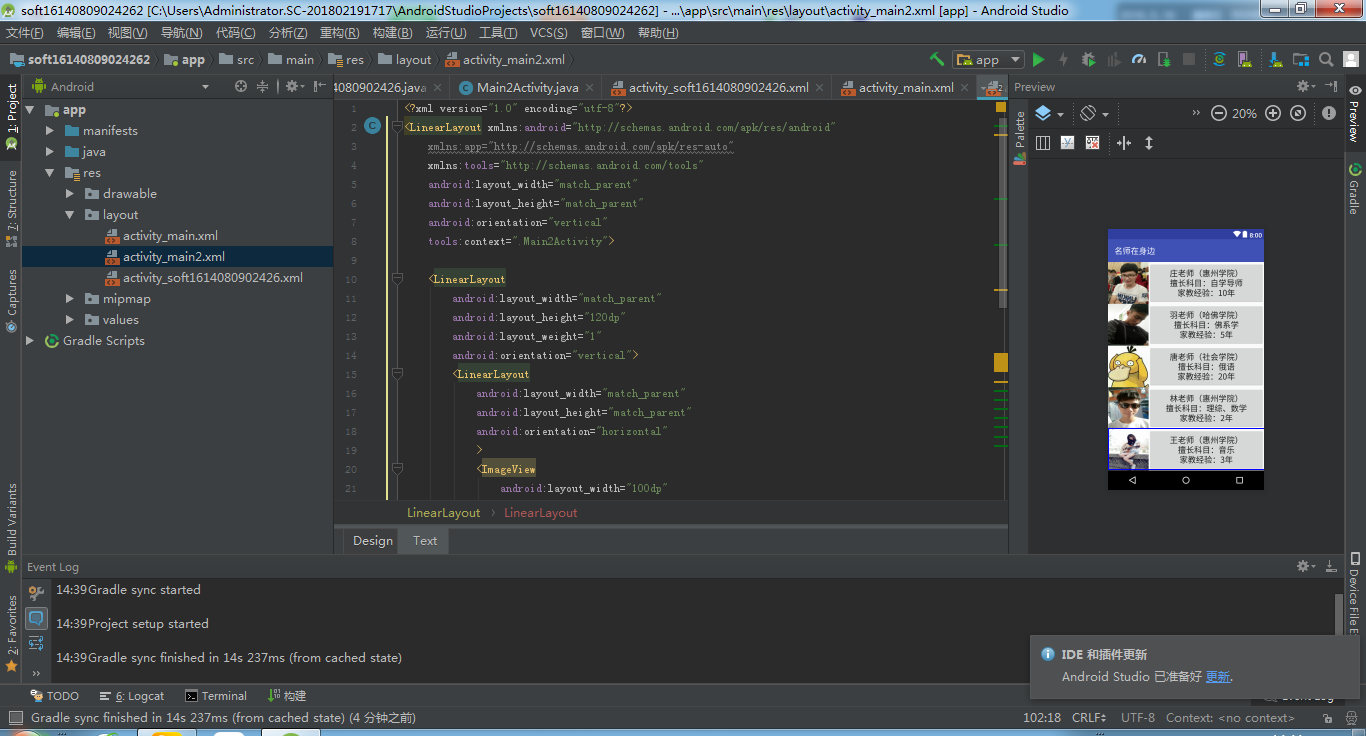 soft16140809024262 [C:\Users\Administrator.SC-201802191717\AndroidStudioProjects\soft16140809024262] - ...\app\src\main\res\layout\activity_main2.xml [app] - Android Studio
文件(F) 编辑(E) 视图(V) 导航(N) 代码(C) 分析(Z) 重构(R) 构建(B) 运行(U) 工具(T) VCS(S) 窗口(W) 帮助(H)
soft16140809024262 app src main res layout activity_main2.xml app
Android
4080902426.java Main2Activity.java activity_soft1614080902426.xml activity_main.xml 2
Preview
1: Project
7: Structure
Captures
Build Variants
2: Favorites
app
manifests
java
res
drawable
layout
activity_main.xml
activity_main2.xml
activity_soft1614080902426.xml
mipmap
values
Gradle Scripts
1 <?xml version="1.0" encoding="utf-8"?>
2 <LinearLayout xmlns:android="http://schemas.android.com/apk/res/android"
3 xmlns:app="http://schemas.android.com/apk/res-auto"
4 xmlns:tools="http://schemas.android.com/tools"
5 android:layout_width="match_parent"
6 android:layout_height="match_parent"
7 android:orientation="vertical"
8 tools:context=".Main2Activity">
9
10 <LinearLayout
11 android:layout_width="match_parent"
12 android:layout_height="120dp"
13 android:layout_weight="1"
14 android:orientation="vertical">
15 <LinearLayout
16 android:layout_width="match_parent"
17 android:layout_height="match_parent"
18 android:orientation="horizontal"
19 >
20 <ImageView
21 android:layout_width="100dp"
LinearLayout LinearLayout
Design Text
Palette
20%
8:00
名师在身边
庄老师（惠州学院）
擅长科目：自学导师
家教经验：10年
羽老师（哈佛学院）
擅长科目：佛系学
家教经验：5年
唐老师（社会学院）
擅长科目：俄语
家教经验：20年
林老师（惠州学院）
擅长科目：理综、数学
家教经验：2年
王老师（惠州学院）
擅长科目：音乐
家教经验：3年
Preview
Gradle
Device File E
Event Log
14:39 Gradle sync started
14:39 Project setup started
14:39 Gradle sync finished in 14s 237ms (from cached state)
IDE 和插件更新
Android Studio 已准备好 更新.
TODO 6: Logcat Terminal 构建 Event Log
Gradle sync finished in 14s 237ms (from cached state) (4 分钟之前)
102:18 CRLF UTF-8 Context: <no context>